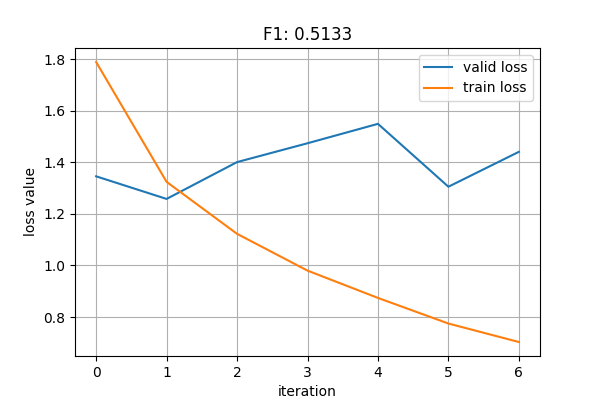 F1: 0.5133
valid loss
train loss
1.8
1.6
1.4
1.2
1.0
0.8
loss value
0 1 2 3 4 5 6
iteration